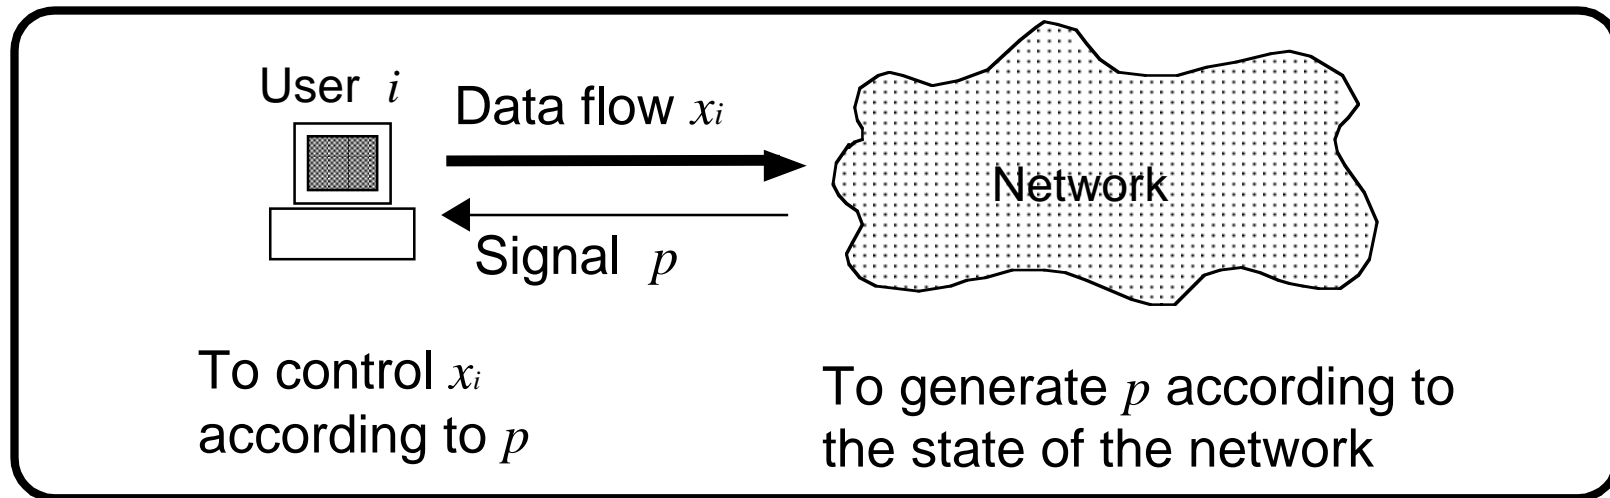 User i
Data flow xi
Network
Signal p
To control xi
according to p
To generate p according to
the state of the network